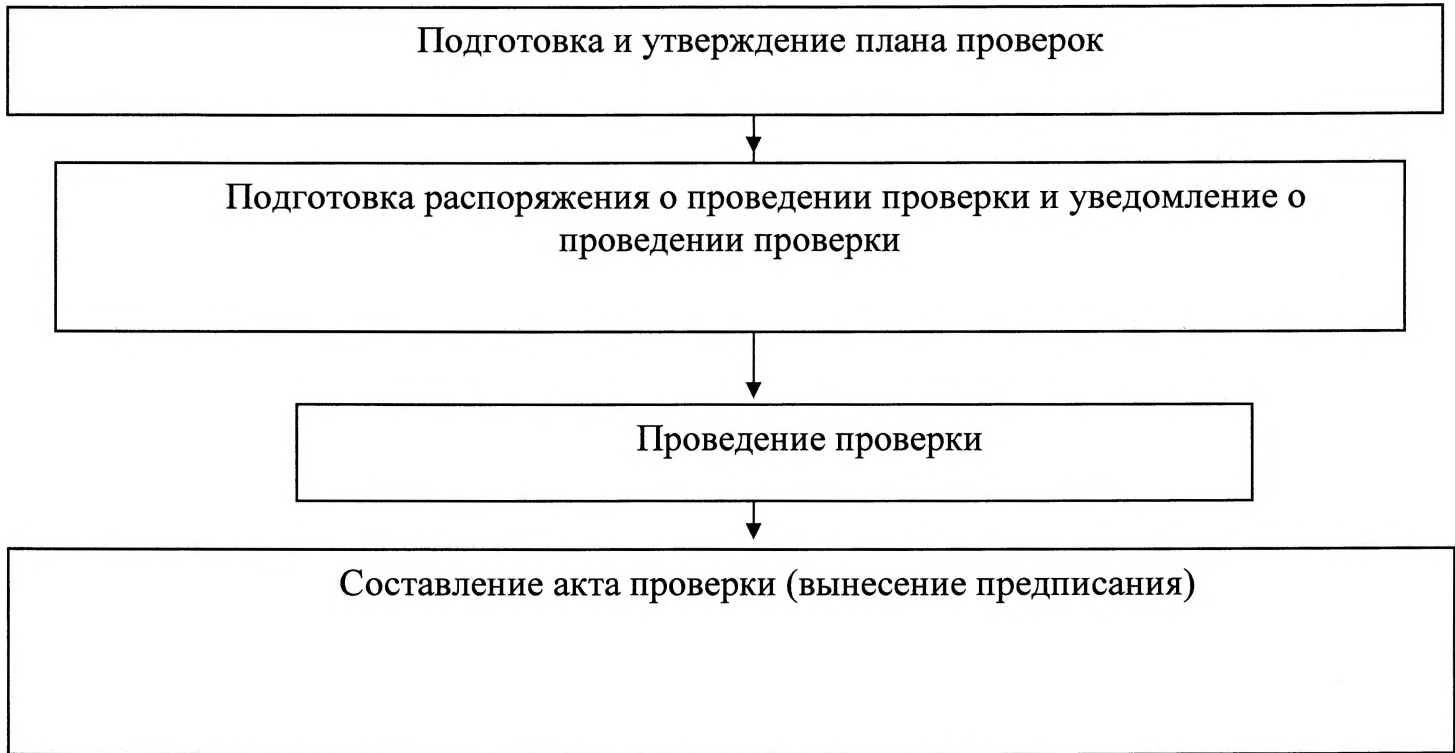 Подготовка и утверждение плана проверок
Подготовка распоряжения о проведении проверки и уведомление о
проведении проверки
Проведение проверки
Составление акта проверки (вынесение предписания)